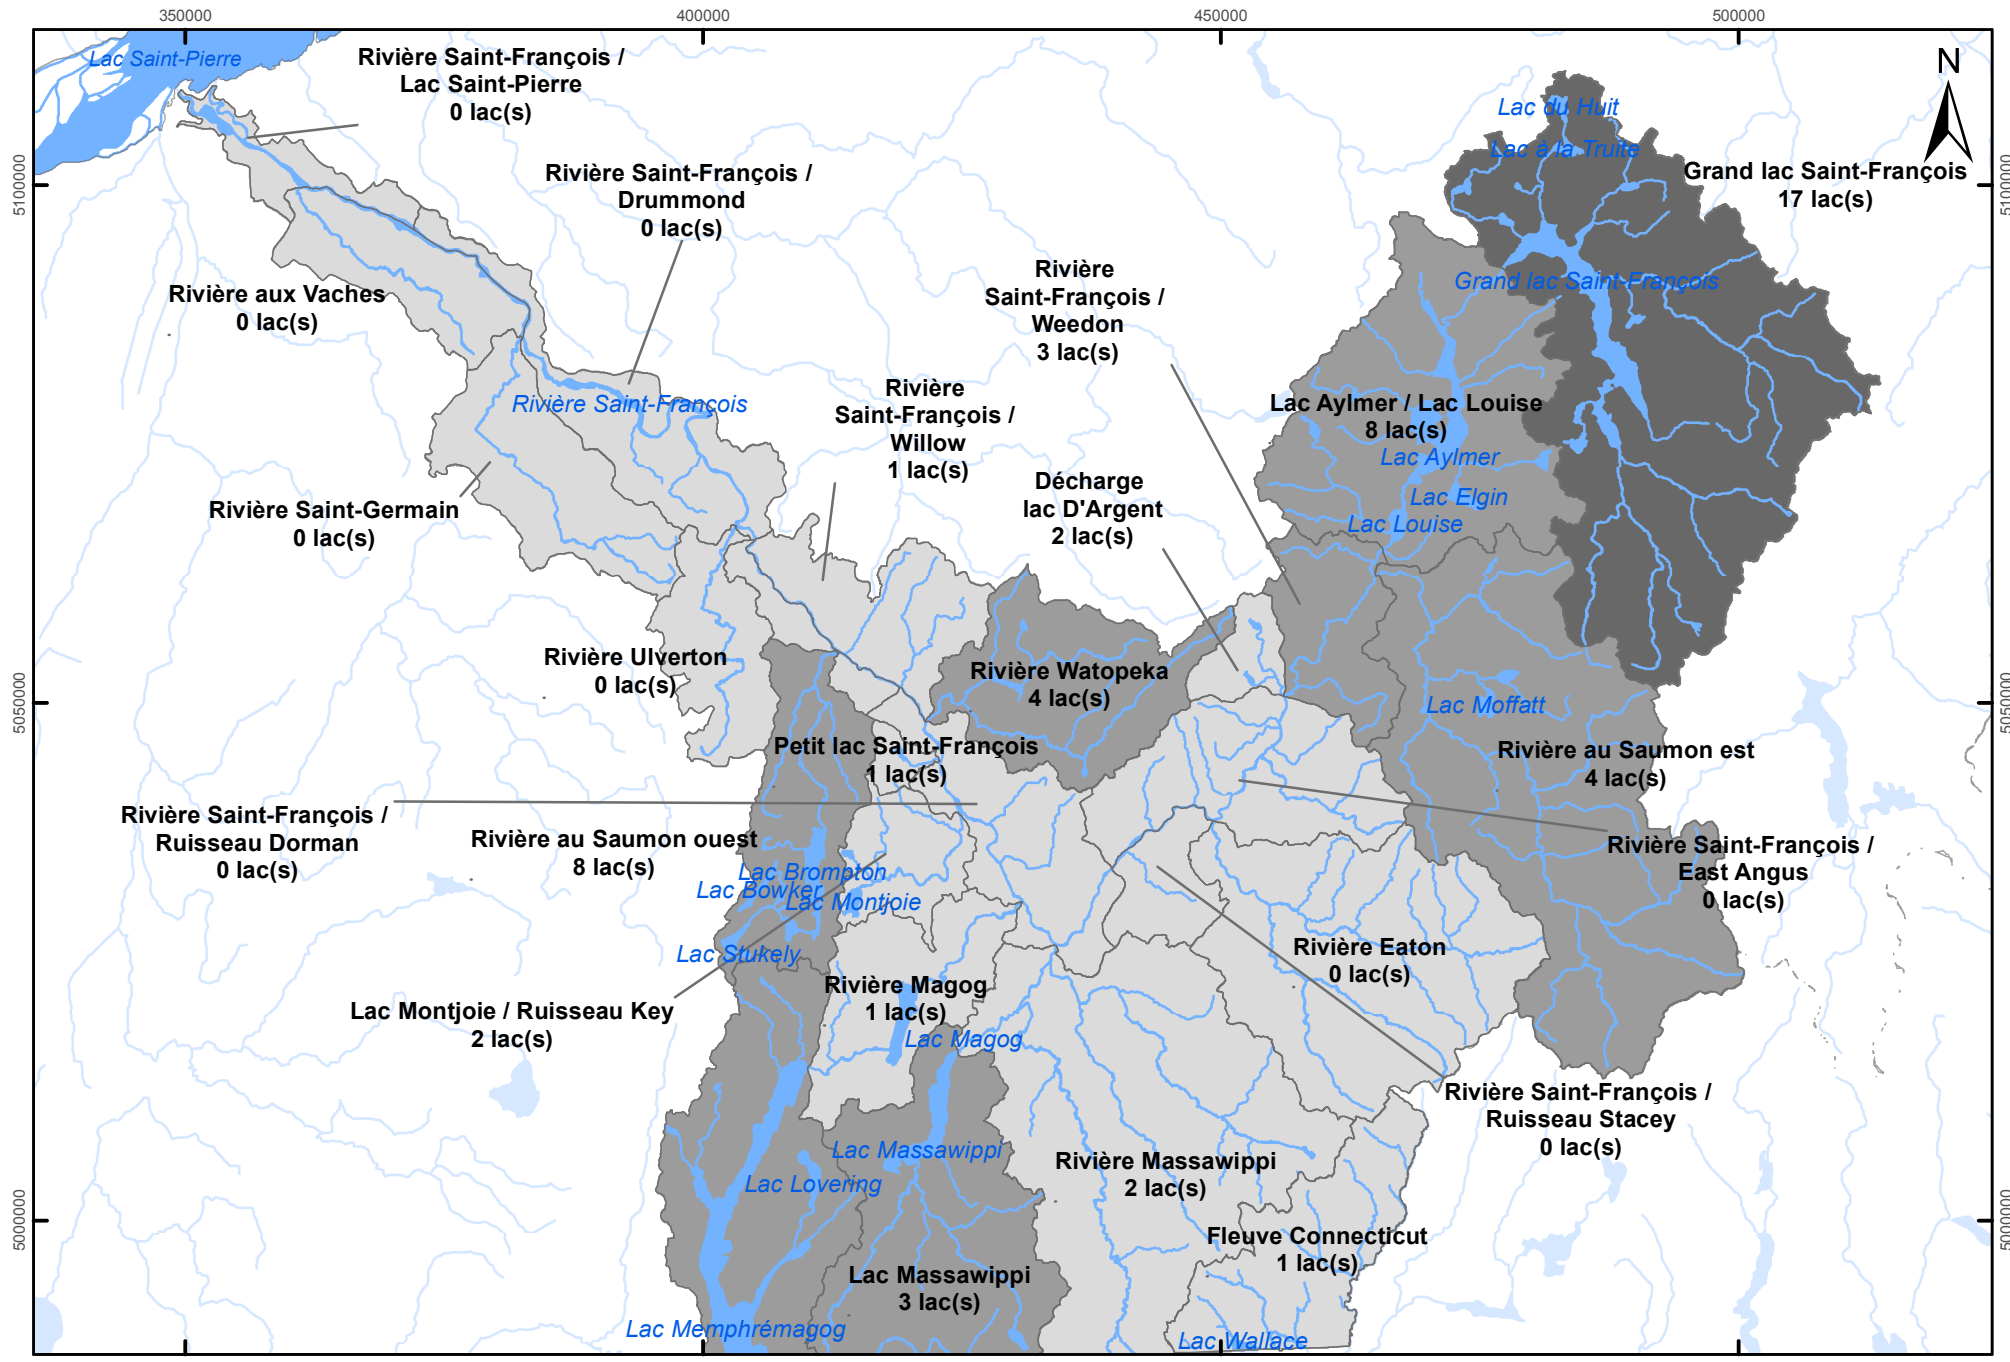 350000
400000
450000
500000
Lac Saint-Pierre
Rivière Saint-François /
Lac Saint-Pierre
0 lac(s)
N
Lac du Huit
Lac à la Truite
Grand lac Saint-François
17 lac(s)
5100000
5100000
Rivière Saint-François /
Drummond
0 lac(s)
Rivière
Saint-François /
Weedon
3 lac(s)
Grand lac Saint-François
Rivière aux Vaches
0 lac(s)
Rivière Saint-François
Rivière
Saint-François /
Willow
1 lac(s)
Lac Aylmer / Lac Louise
8 lac(s)
Lac Aylmer
Lac Elgin
Lac Louise
Décharge
lac D'Argent
2 lac(s)
Rivière Saint-Germain
0 lac(s)
Rivière Ulverton
0 lac(s)
Rivière Watopeka
4 lac(s)
5050000
5050000
Lac Moffatt
Rivière au Saumon est
4 lac(s)
Petit lac Saint-François
1 lac(s)
Rivière Saint-François /
Ruisseau Dorman
0 lac(s)
Rivière au Saumon ouest
8 lac(s)
Lac Brompton
Lac Bowker
Lac Montjoie
Lac Stukely
Rivière Saint-François /
East Angus
0 lac(s)
Rivière Eaton
0 lac(s)
Rivière Magog
1 lac(s)
Lac Magog
Lac Montjoie / Ruisseau Key
2 lac(s)
Rivière Saint-François /
Ruisseau Stacey
0 lac(s)
Lac Massawippi
Lac Lovering
Rivière Massawippi
2 lac(s)
5000000
5000000
Fleuve Connecticut
1 lac(s)
Lac Massawippi
3 lac(s)
Lac Memphrémagog
Lac Wallace